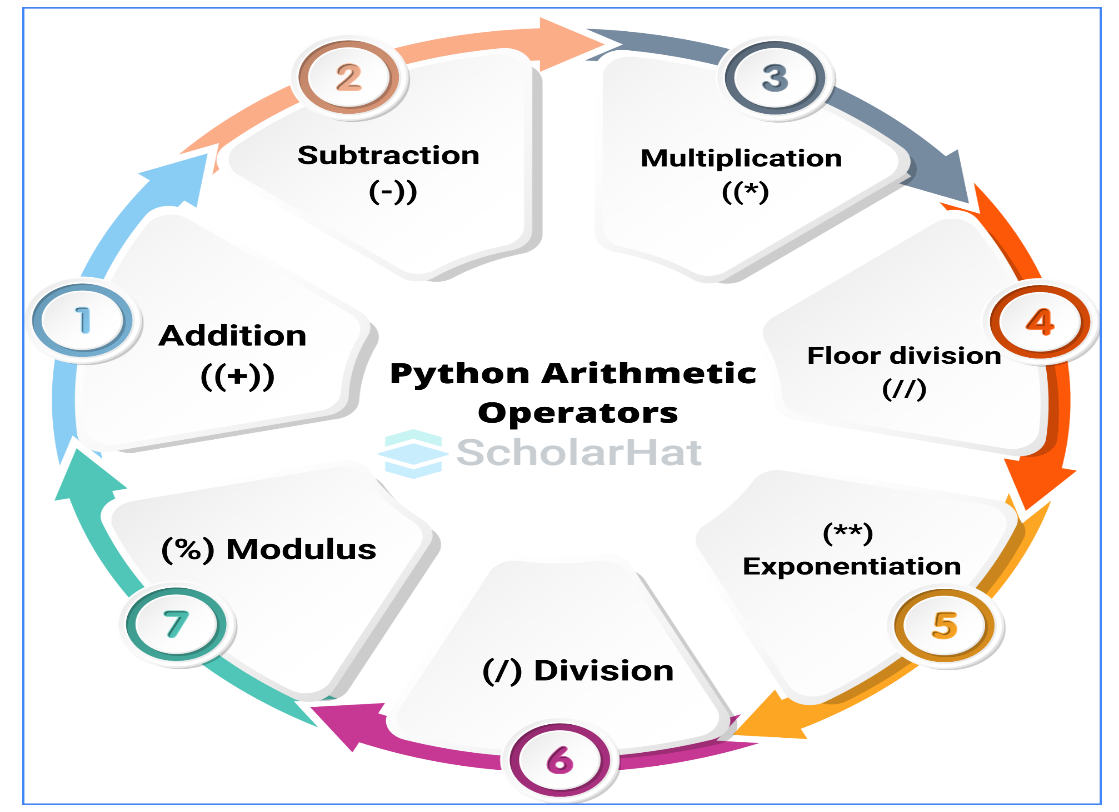 1
Addition
((+))
2
Subtraction
(-))
3
Multiplication
((*)
4
Floor division
(//)
5
(**)
Exponentiation
6
(/) Division
7
(%) Modulus
Python Arithmetic
Operators
ScholarHat